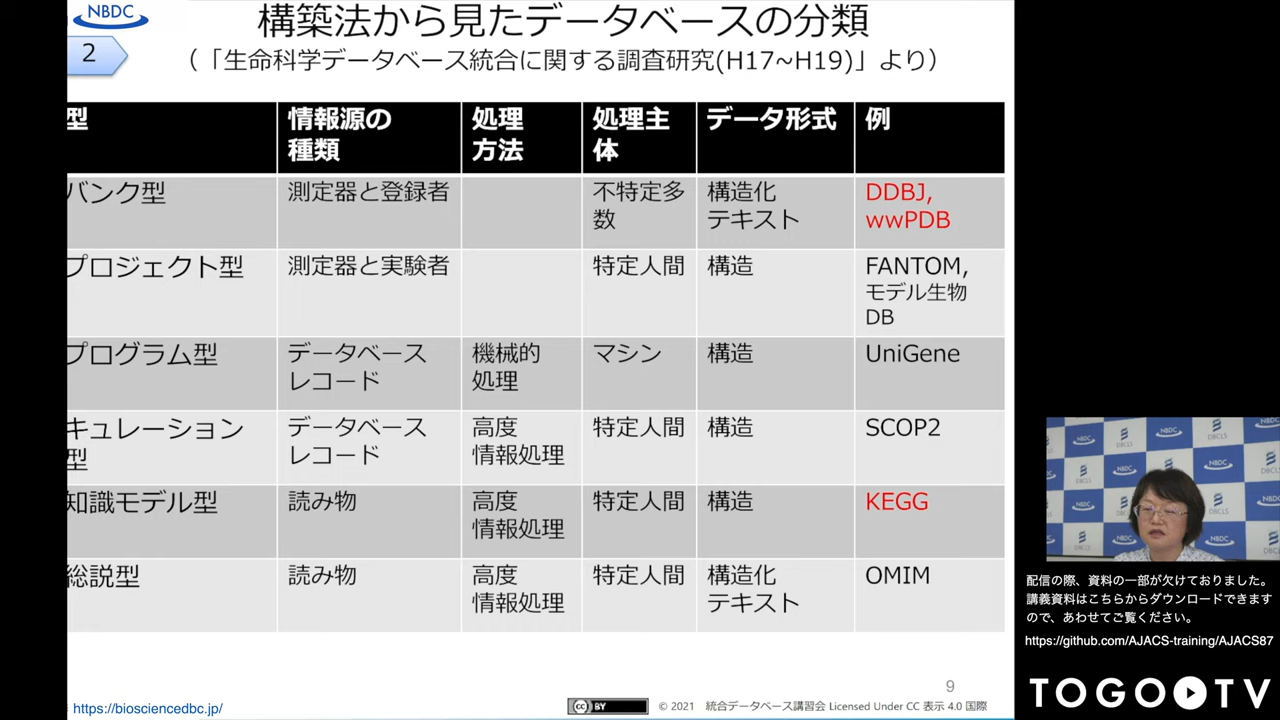 NBDC
2
構築法から見たデータベースの分類
（「生命科学データベース統合に関する調査研究(H17~H19)」より）
型
情報源の
種類
処理
方法
処理主
体
データ形式
例
バンク型
測定器と登録者
不特定多
数
構造化
テキスト
DDBJ,
wwPDB
プロジェクト型
測定器と実験者
特定人間
構造
FANTOM,
モデル生物
DB
プログラム型
データベース
レコード
機械的
処理
マシン
構造
UniGene
キュレーション
型
データベース
レコード
高度
情報処理
特定人間
構造
SCOP2
知識モデル型
読み物
高度
情報処理
特定人間
構造
KEGG
総説型
読み物
高度
情報処理
特定人間
構造化
テキスト
OMIM
9
https://biosciencedbc.jp/
cc BY
© 2021 統合データベース講習会 Licensed Under CC 表示 4.0 国際
NBDC
DBCLS
配信の際、資料の一部が欠けておりました。
講義資料はこちらからダウンロードできます
ので、あわせてご覧ください。
https://github.com/AJACS-training/AJACS87
TOGO TV